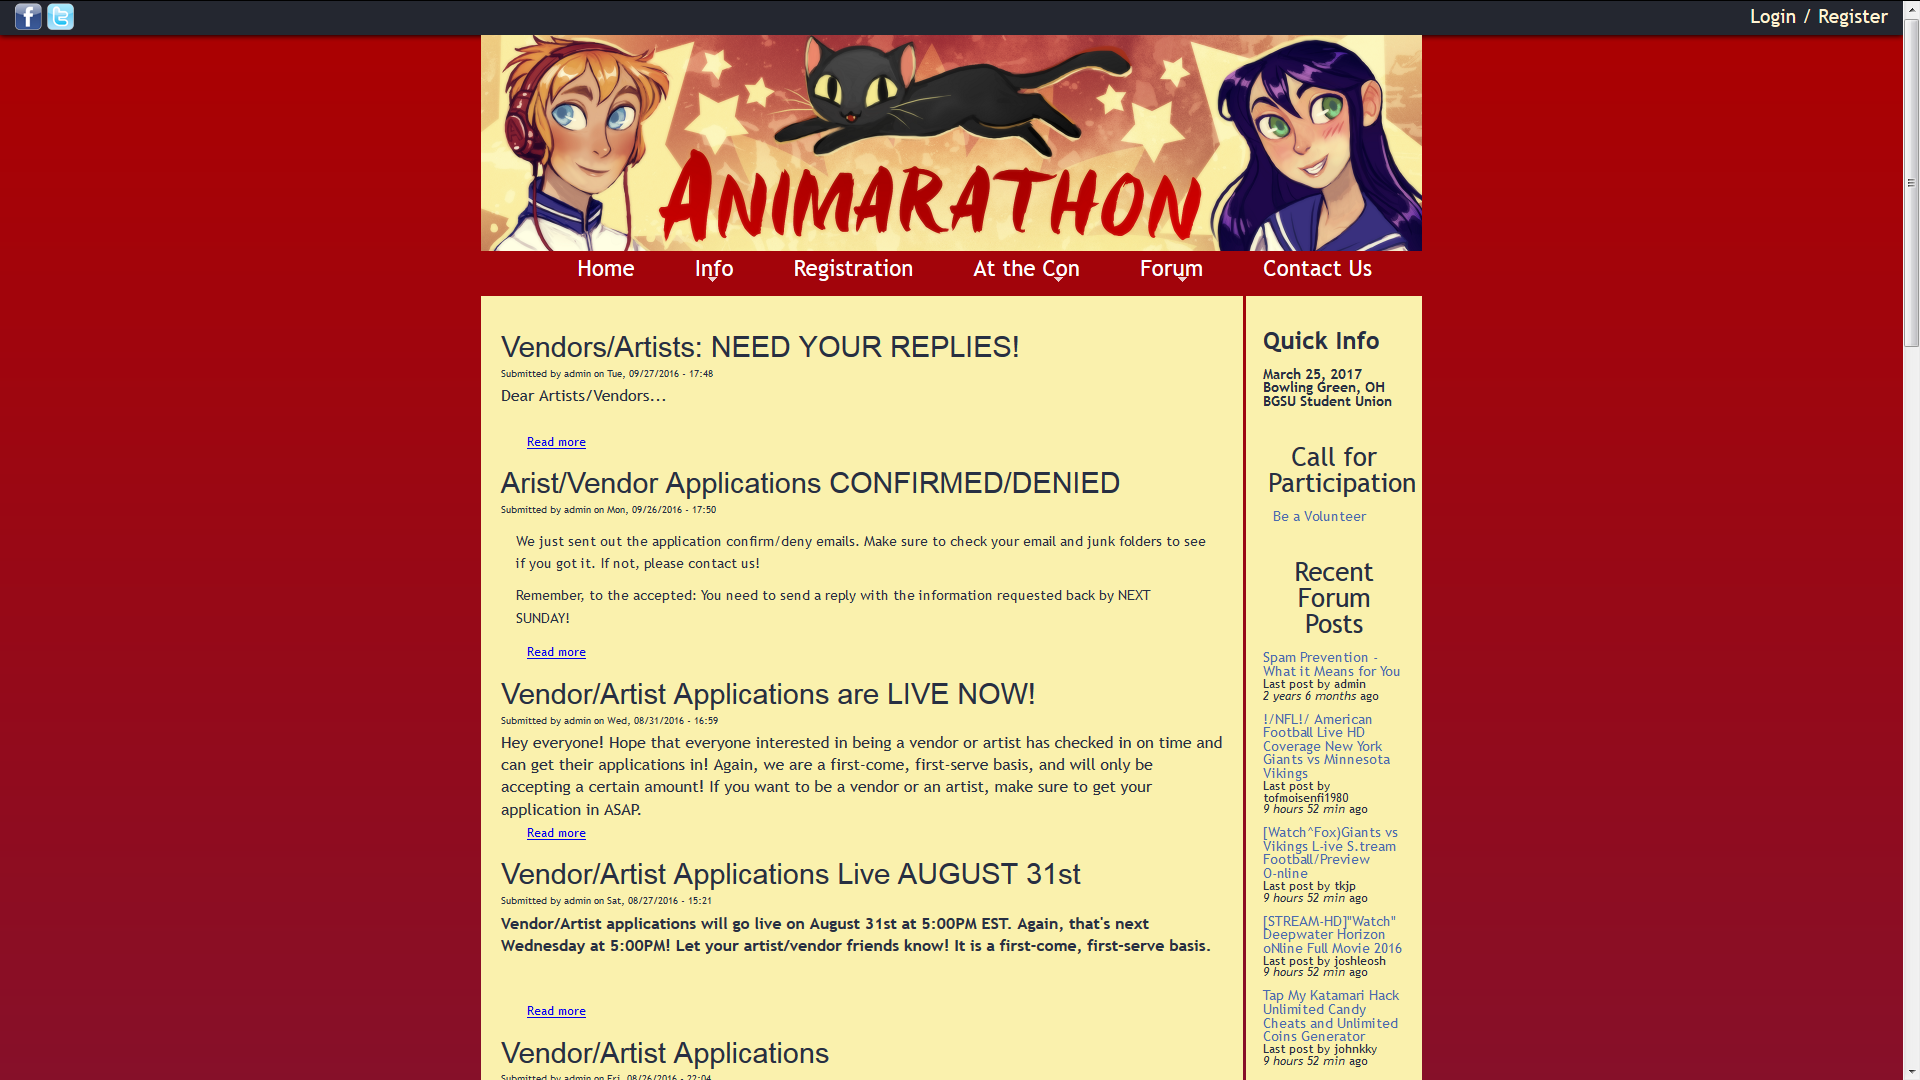 Login / Register
ANIMARATHON
Home
Info
Registration
At the Con
Forum
Contact Us
Vendors/Artists: NEED YOUR REPLIES!
Submitted by admin on Tue, 09/27/2016 - 17:48
Dear Artists/Vendors...
Read more
Arist/Vendor Applications CONFIRMED/DENIED
Submitted by admin on Mon, 09/26/2016 - 17:50
We just sent out the application confirm/deny emails. Make sure to check your email and junk folders to see
if you got it. If not, please contact us!
Remember, to the accepted: You need to send a reply with the information requested back by NEXT
SUNDAY!
Read more
Vendor/Artist Applications are LIVE NOW!
Submitted by admin on Wed, 08/31/2016 - 16:59
Hey everyone! Hope that everyone interested in being a vendor or artist has checked in on time and
can get their applications in! Again, we are a first-come, first-serve basis, and will only be
accepting a certain amount! If you want to be a vendor or an artist, make sure to get your
application in ASAP.
Read more
Vendor/Artist Applications Live AUGUST 31st
Submitted by admin on Sat, 08/27/2016 - 15:21
Vendor/Artist applications will go live on August 31st at 5:00PM EST. Again, that's next
Wednesday at 5:00PM! Let your artist/vendor friends know! It is a first-come, first-serve basis.
Read more
Vendor/Artist Applications
Submitted by admin on Fri, 08/26/2016 - 22:04
Quick Info
March 25, 2017
Bowling Green, OH
BGSU Student Union
Call for
Participation
Be a Volunteer
Recent
Forum
Posts
Spam Prevention -
What it Means for You
Last post by admin
2 years 6 months ago
!/NFL!/ American
Football Live HD
Coverage New York
Giants vs Minnesota
Vikings
Last post by
tofmoisenfi1980
9 hours 52 min ago
[Watch^Fox)Giants vs
Vikings L-ive S.tream
Football/Preview
O-nline
Last post by tkjp
9 hours 52 min ago
[STREAM-HD]"Watch"
Deepwater Horizon
oNline Full Movie 2016
Last post by joshleosh
9 hours 52 min ago
Tap My Katamari Hack
Unlimited Candy
Cheats and Unlimited
Coins Generator
Last post by johnkky
9 hours 52 min ago